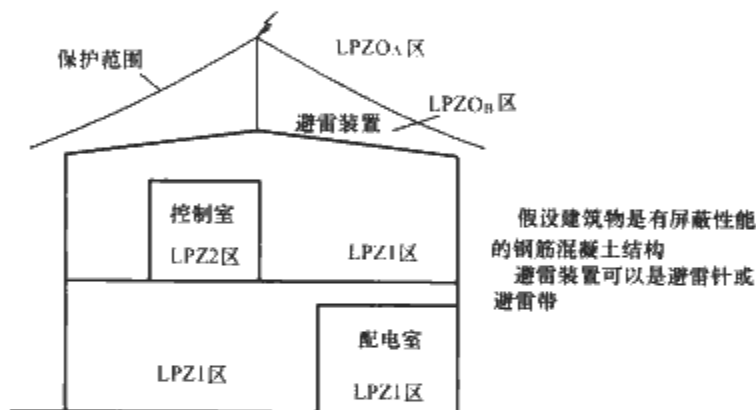 LPZO_A区
保护范围
LPZO_B区
避雷装置
控制室
LPZ2区
LPZ1区
假设建筑物是有屏蔽性能
的钢筋混凝土结构
避雷装置可以是避雷针或
避雷带
配电室
LPZ1区
LPZ1区